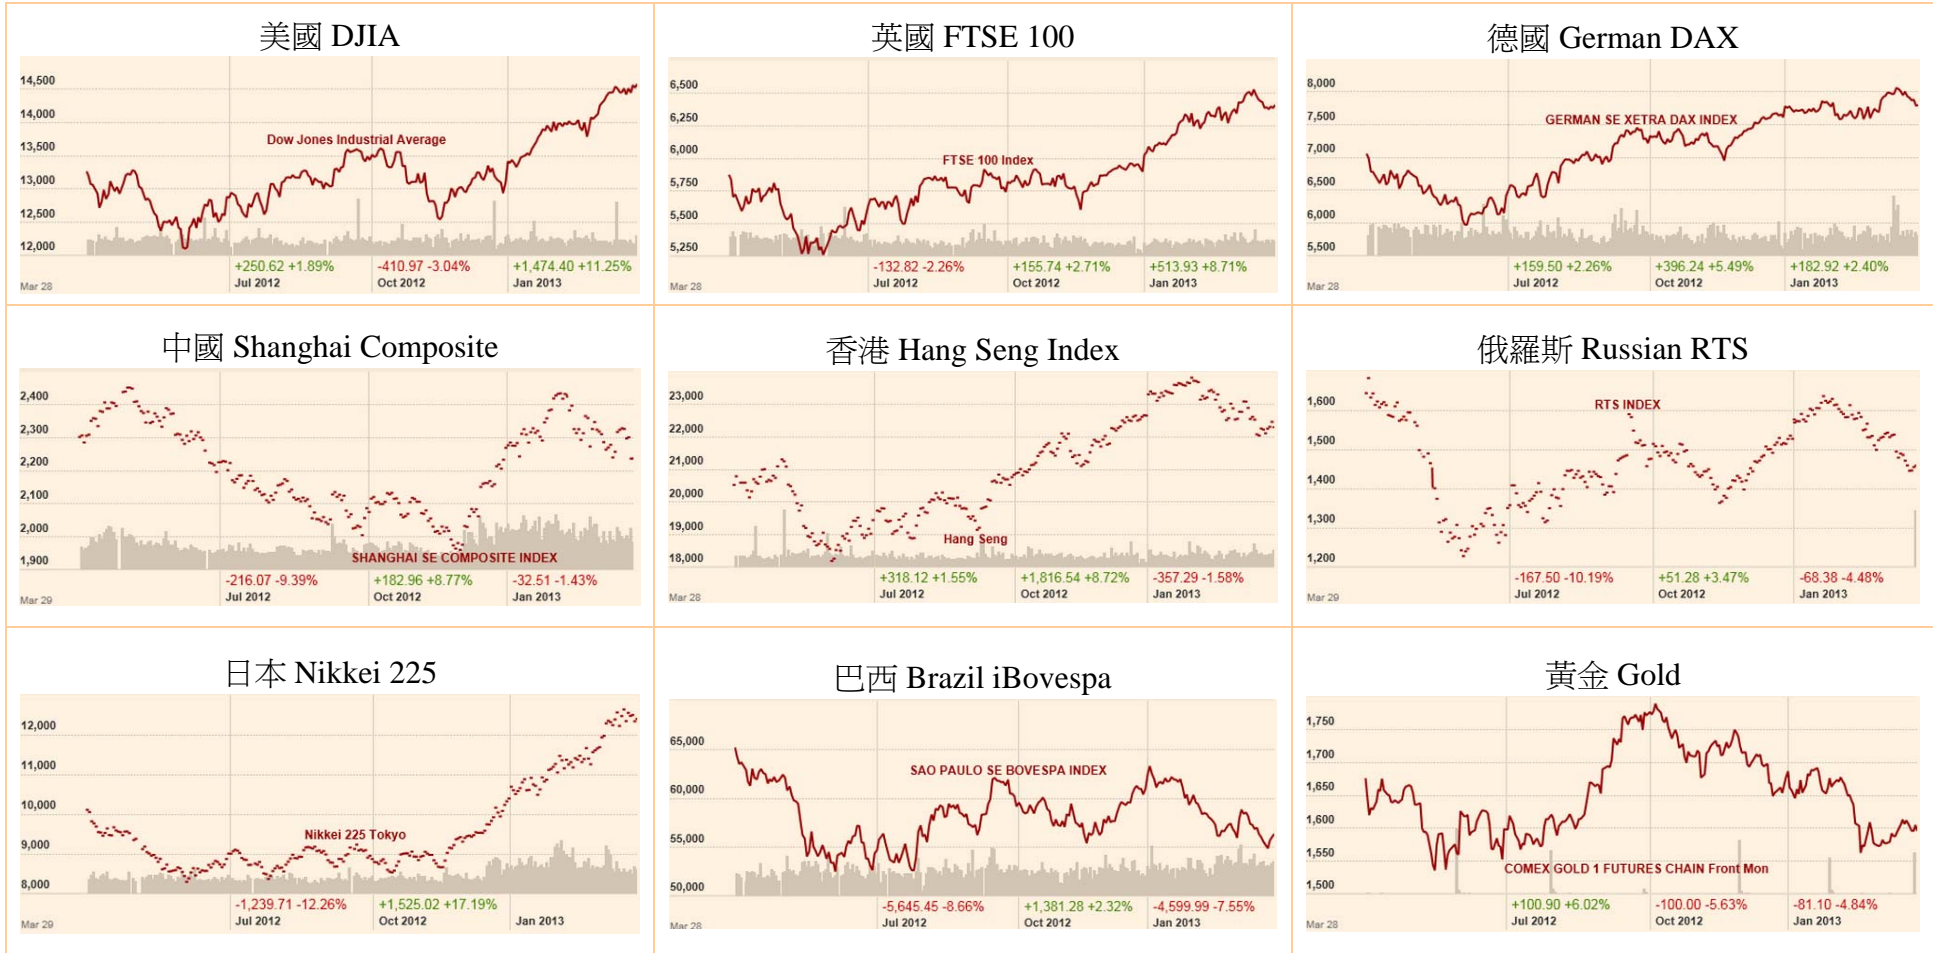 美國 DJIA
14,500
14,000
13,500
13,000
12,500
12,000
Dow Jones Industrial Average
+250.62 +1.89%
-410.97 -3.04%
+1,474.40 +11.25%
Mar 28
Jul 2012
Oct 2012
Jan 2013
英國 FTSE 100
6,500
6,250
6,000
5,750
5,500
5,250
FTSE 100 Index
-132.82 -2.26%
+155.74 +2.71%
+513.93 +8.71%
Mar 28
Jul 2012
Oct 2012
Jan 2013
德國 German DAX
8,000
7,500
7,000
6,500
6,000
5,500
GERMAN SE XETRA DAX INDEX
+159.50 +2.26%
+396.24 +5.49%
+182.92 +2.40%
Mar 28
Jul 2012
Oct 2012
Jan 2013
中國 Shanghai Composite
2,400
2,300
2,200
2,100
2,000
1,900
SHANGHAI SE COMPOSITE INDEX
-216.07 -9.39%
+182.96 +8.77%
-32.51 -1.43%
Mar 29
Jul 2012
Oct 2012
Jan 2013
香港 Hang Seng Index
23,000
22,000
21,000
20,000
19,000
18,000
Hang Seng
+318.12 +1.55%
+1,816.54 +8.72%
-357.29 -1.58%
Mar 28
Jul 2012
Oct 2012
Jan 2013
俄羅斯 Russian RTS
1,600
1,500
1,400
1,300
1,200
RTS INDEX
-167.50 -10.19%
+51.28 +3.47%
-68.38 -4.48%
Mar 29
Jul 2012
Oct 2012
Jan 2013
日本 Nikkei 225
12,000
11,000
10,000
9,000
8,000
Nikkei 225 Tokyo
-1,239.71 -12.26%
+1,525.02 +17.19%
Mar 29
Jul 2012
Oct 2012
Jan 2013
巴西 Brazil iBovespa
65,000
60,000
55,000
50,000
SAO PAULO SE BOVESPA INDEX
-5,645.45 -8.66%
+1,381.28 +2.32%
-4,599.99 -7.55%
Mar 28
Jul 2012
Oct 2012
Jan 2013
黃金 Gold
1,750
1,700
1,650
1,600
1,550
1,500
COMEX GOLD 1 FUTURES CHAIN Front Mon
+100.90 +6.02%
-100.00 -5.63%
-81.10 -4.84%
Mar 28
Jul 2012
Oct 2012
Jan 2013